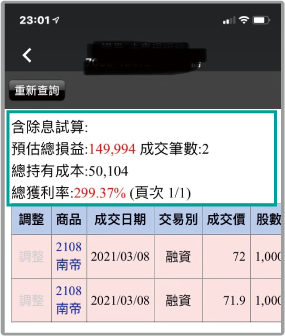 23:01
重新查詢
含除息試算:
預估總損益:149,994 成交筆數:2
總持有成本:50,104
總獲利率:299.37% (頁次 1/1)
調整 商品 成交日期 交易別 成交價 股數
調整 2108 南帝 2021/03/08 融資 72 1,000
調整 2108 南帝 2021/03/08 融資 71.9 1,000